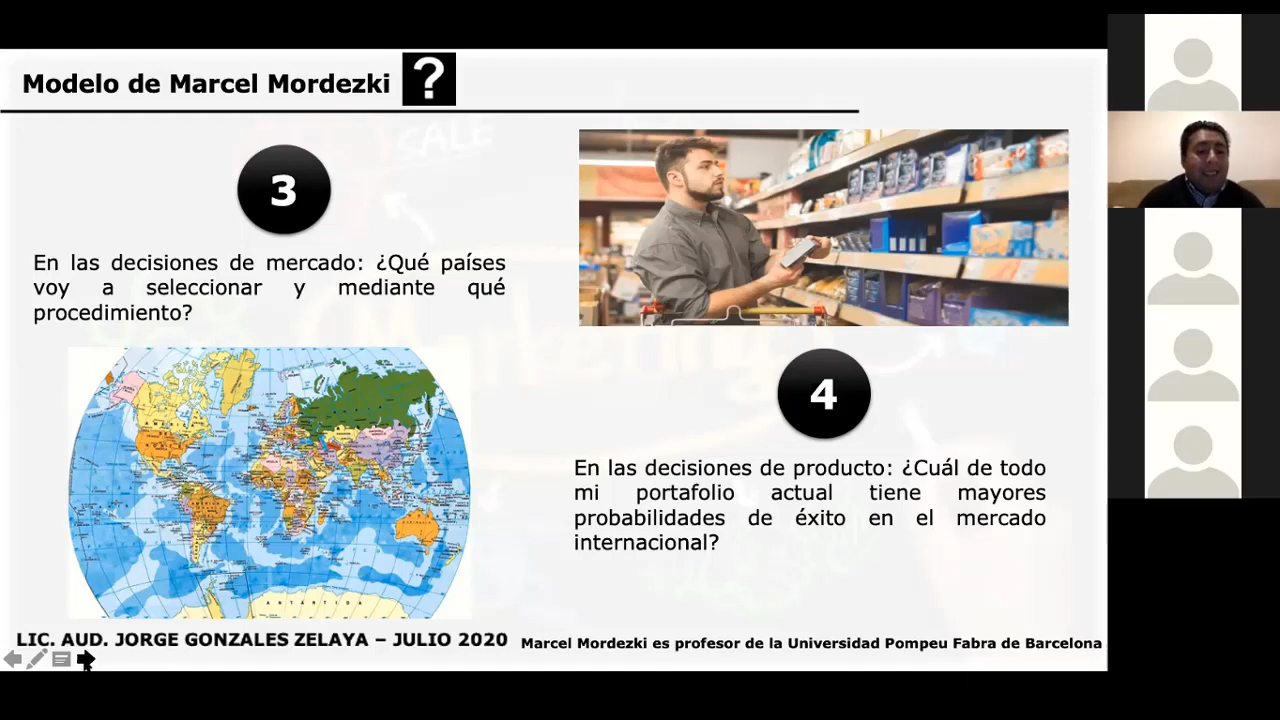 Modelo de Marcel Mordezki ?
SALE
3
En las decisiones de mercado: ¿Qué países
voy a seleccionar y mediante qué
procedimiento?
ANTÁRTIDA
4
En las decisiones de producto: ¿Cuál de todo
mi portafolio actual tiene mayores
probabilidades de éxito en el mercado
internacional?
LIC. AUD. JORGE GONZALES ZELAYA – JULIO 2020
Marcel Mordezki es profesor de la Universidad Pompeu Fabra de Barcelona